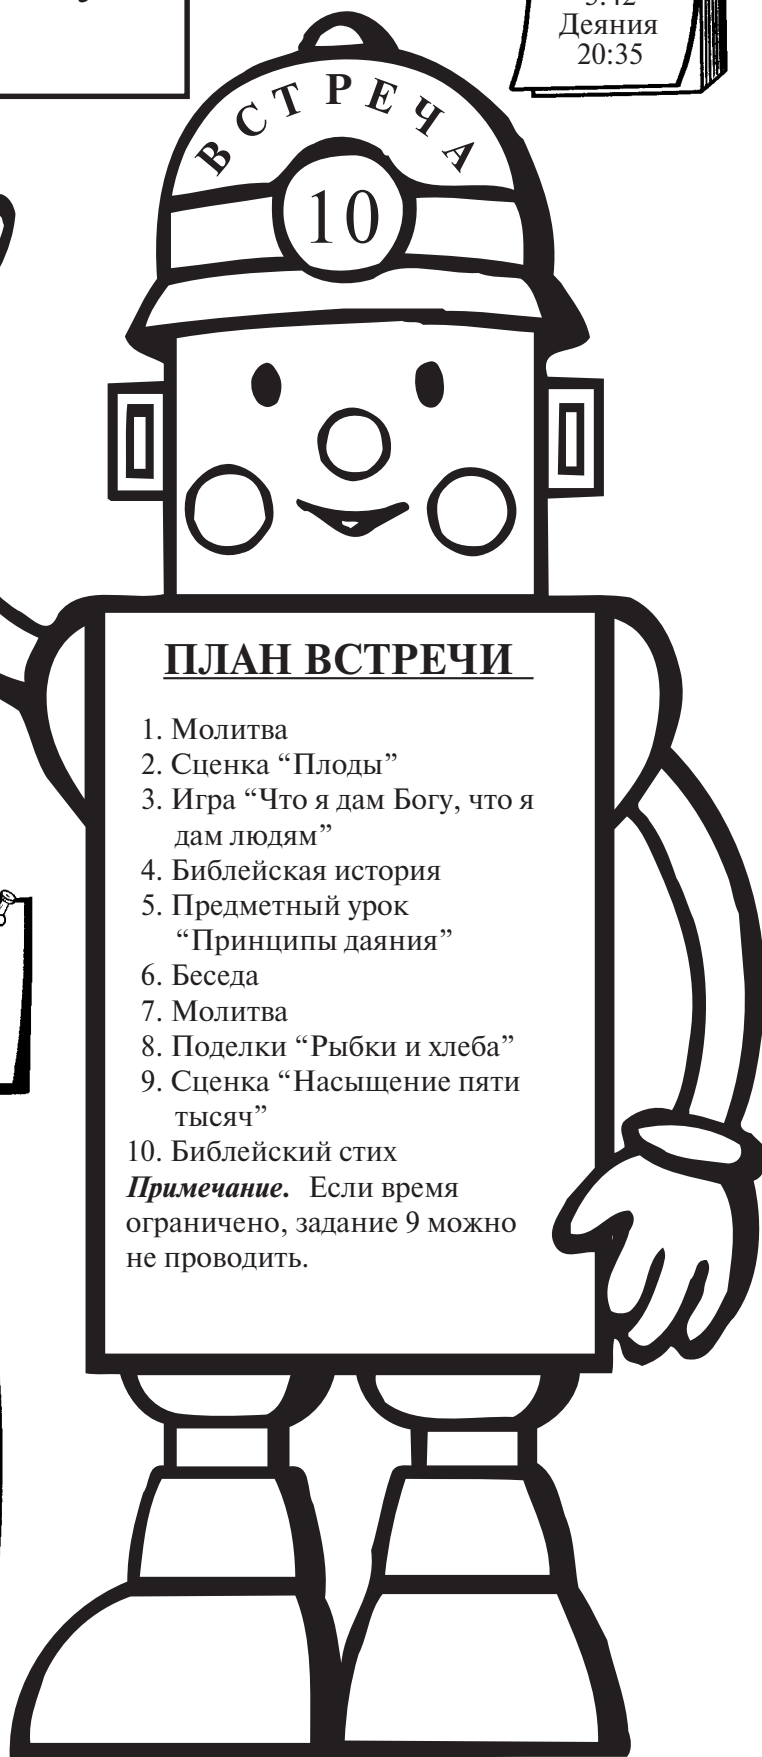 Деяния
20:35
ВСТРЕЧА
10
ПЛАН ВСТРЕЧИ
1. Молитва
2. Сценка “Плоды”
3. Игра “Что я дам Богу, что я
дам людям”
4. Библейская история
5. Предметный урок
“Принципы даяния”
6. Беседа
7. Молитва
8. Поделки “Рыбки и хлеба”
9. Сценка “Насыщение пяти
тысяч”
10. Библейский стих
Примечание. Если время
ограничено, задание 9 можно
не проводить.